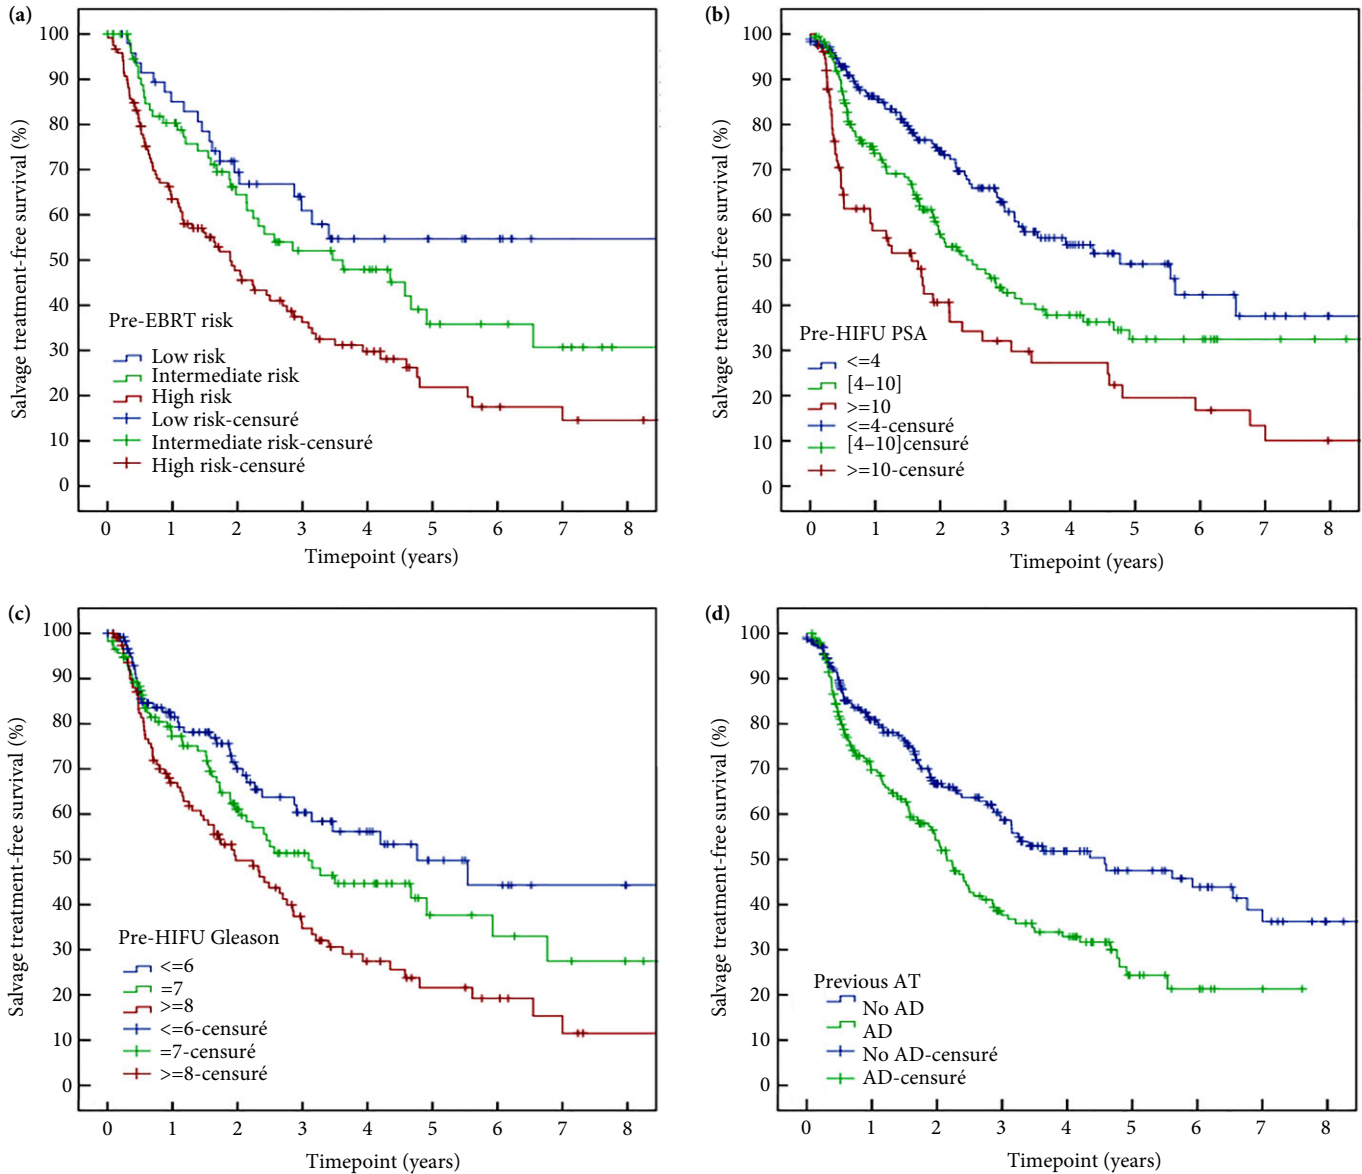 (a)
Salvage treatment-free survival (%)
100
90
80
70
60
50
40
30
20
10
0
Pre-EBRT risk
Low risk
Intermediate risk
High risk
Low risk-censuré
Intermediate risk-censuré
High risk-censuré
0 1 2 3 4 5 6 7 8
Timepoint (years)
(b)
Salvage treatment-free survival (%)
100
90
80
70
60
50
40
30
20
10
0
Pre-HIFU PSA
<=4
[4–10]
>=10
<=4-censuré
[4–10]censuré
>=10-censuré
0 1 2 3 4 5 6 7 8
Timepoint (years)
(c)
Salvage treatment-free survival (%)
100
90
80
70
60
50
40
30
20
10
0
Pre-HIFU Gleason
<=6
=7
>=8
<=6-censuré
=7-censuré
>=8-censuré
0 1 2 3 4 5 6 7 8
Timepoint (years)
(d)
Salvage treatment-free survival (%)
100
90
80
70
60
50
40
30
20
10
0
Previous AT
No AD
AD
No AD-censuré
AD-censuré
0 1 2 3 4 5 6 7 8
Timepoint (years)